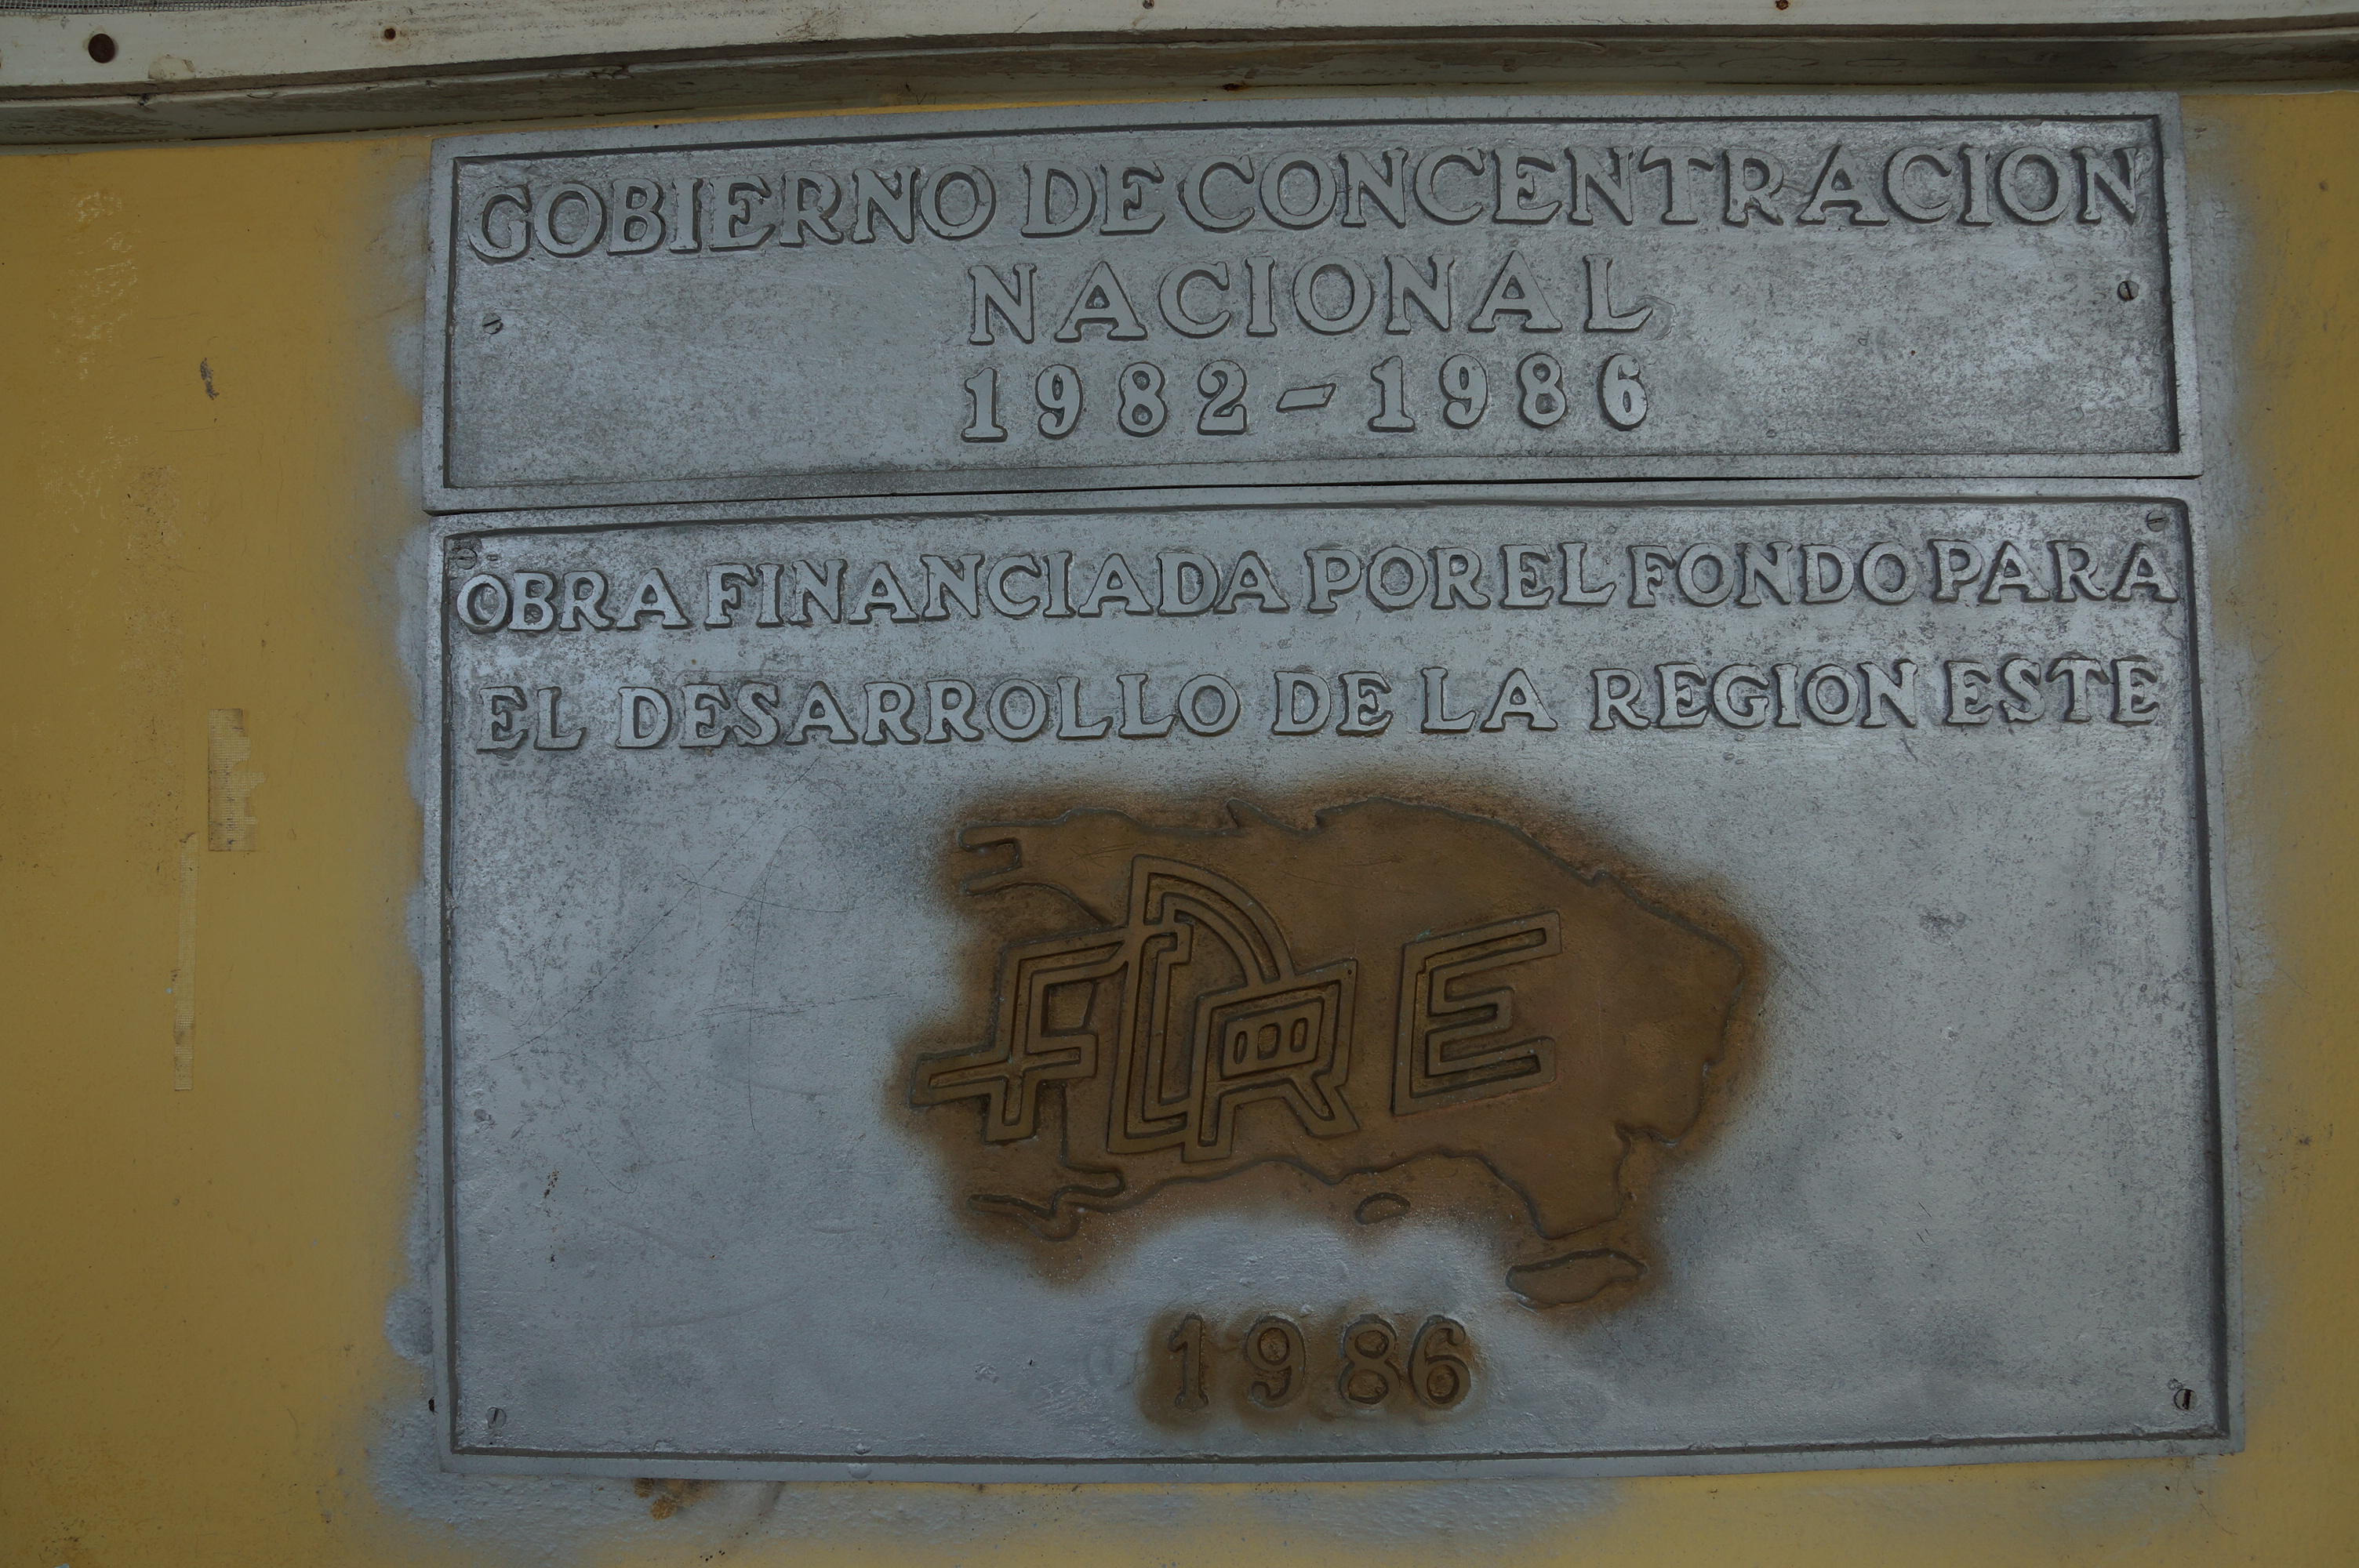 GOBIERNO DE CONCENTRACION
NACIONAL
1982-1986
OBRA FINANCIADA POR EL FONDO PARA
EL DESARROLLO DE LA REGION ESTE
FDRE
1986